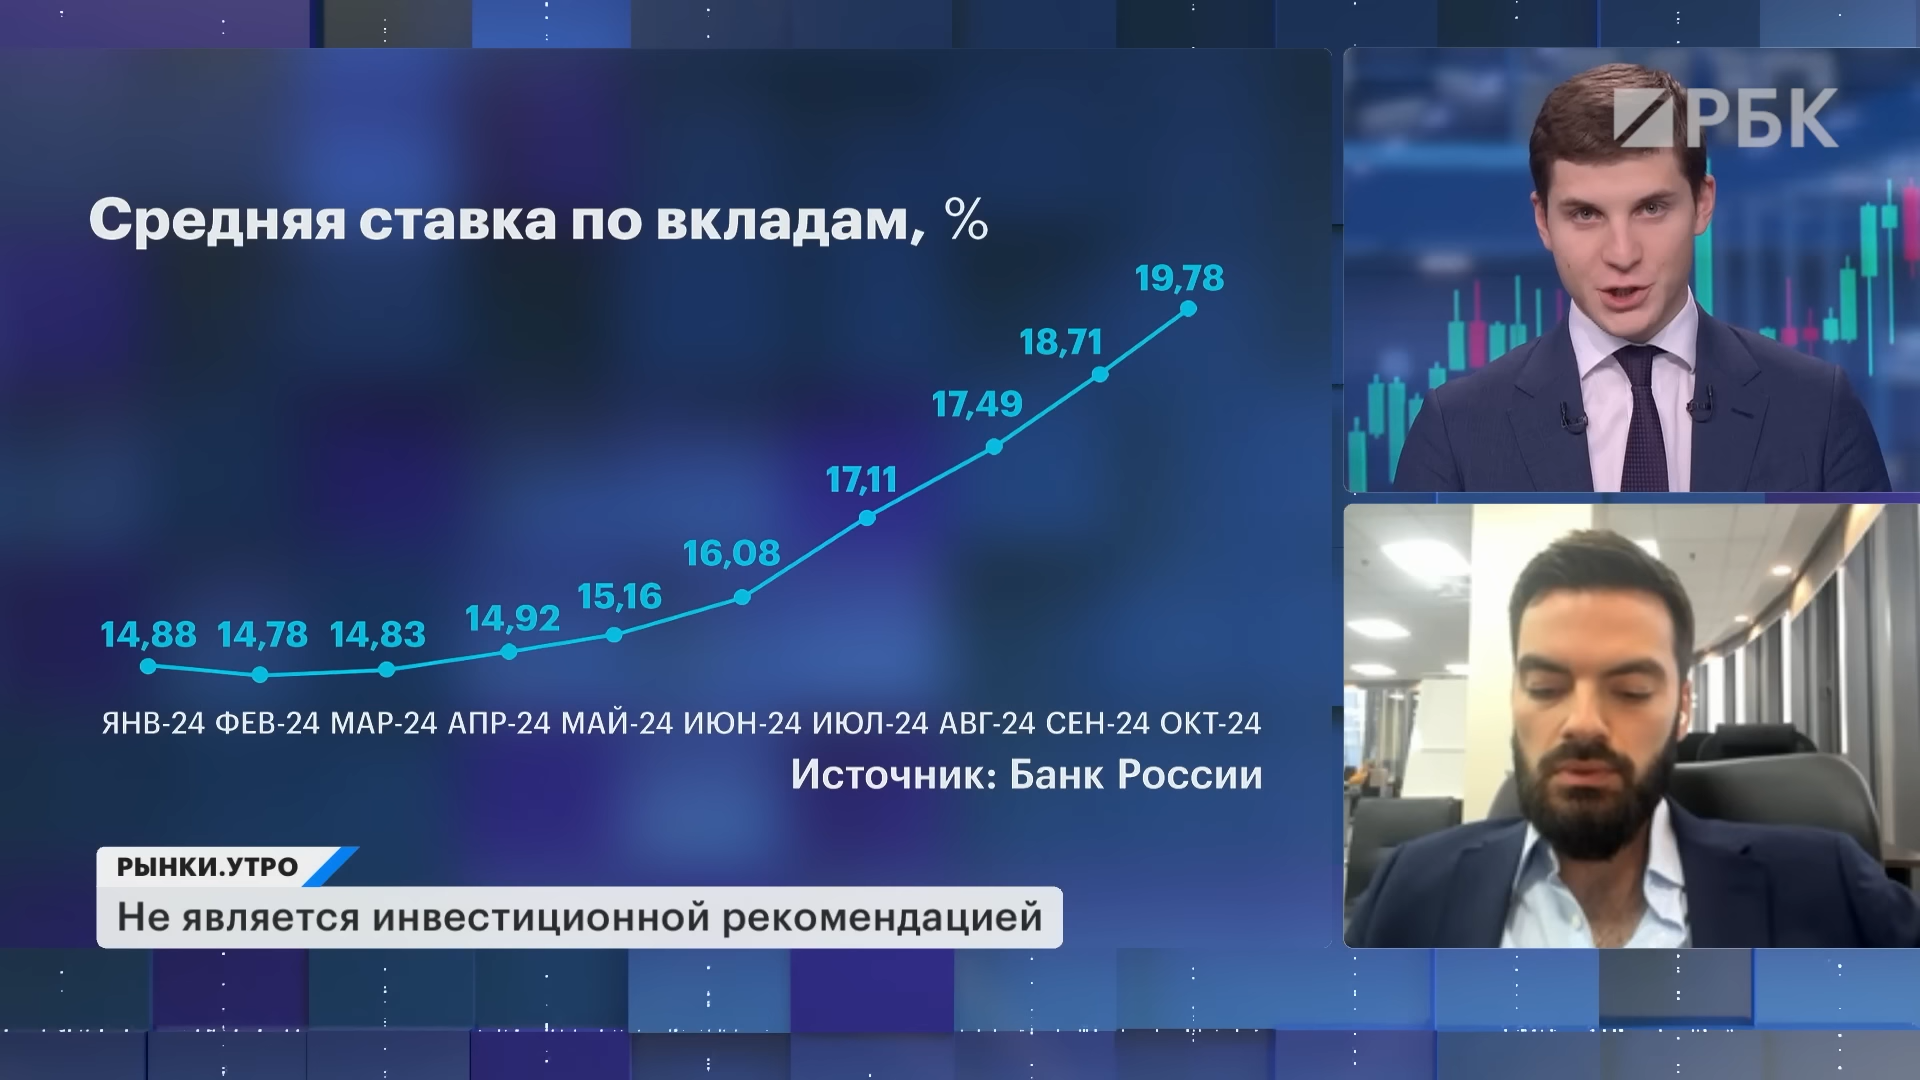 РБК
Средняя ставка по вкладам, %
14,88 14,78 14,83 14,92 15,16 16,08 17,11 17,49 18,71 19,78
ЯНВ-24 ФЕВ-24 МАР-24 АПР-24 МАЙ-24 ИЮН-24 ИЮЛ-24 АВГ-24 СЕН-24 ОКТ-24
Источник: Банк России
РЫНКИ.УТРО
Не является инвестиционной рекомендацией